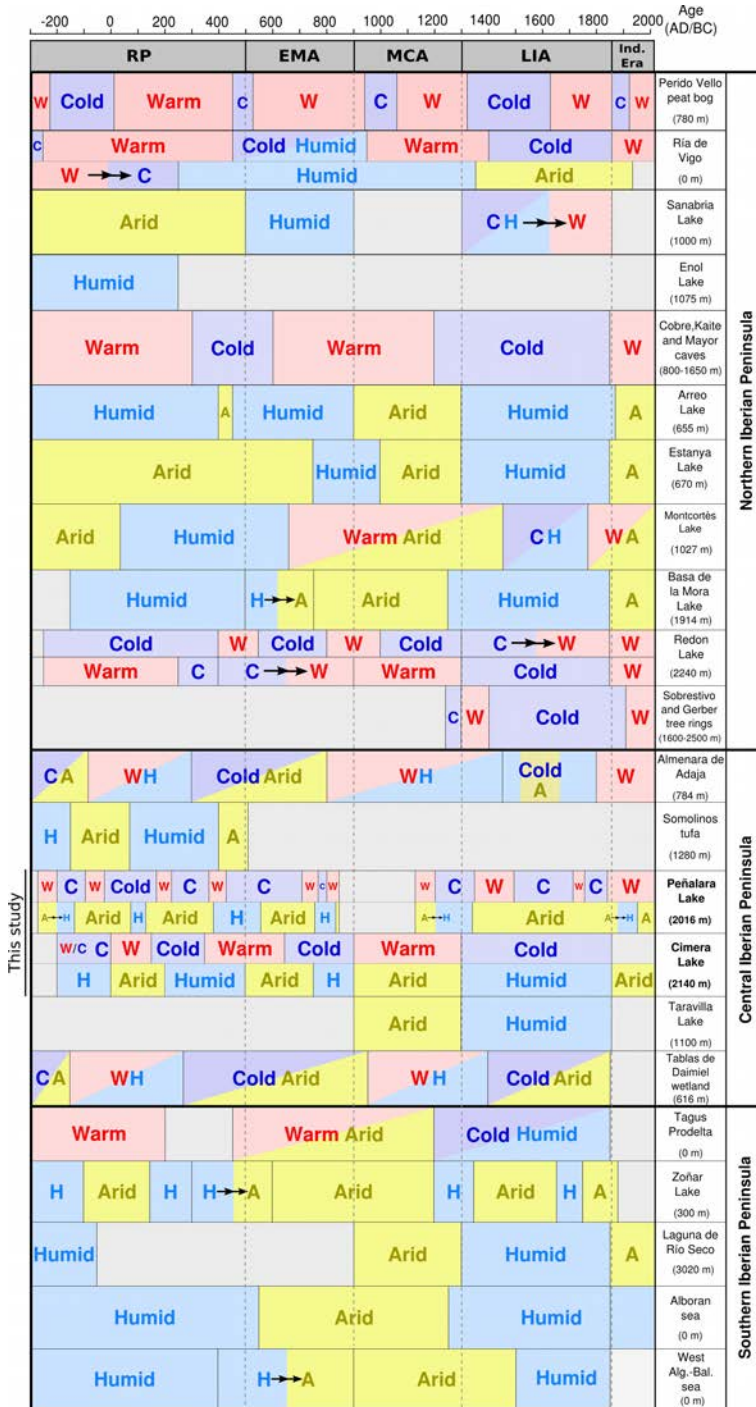 Age
(AD/BC)
-200 0 200 400 600 800 1000 1200 1400 1600 1800 2000
RP EMA MCA LIA Ind. Era
W Cold Warm C W C W Cold W C W
Perido Vello
peat bog
(780 m)
C Warm Cold Humid Warm Cold W
W C Humid Arid
Ría de
Vigo
(0 m)
Arid Humid C H W
Sanabria
Lake
(1000 m)
Humid
Enol
Lake
(1075 m)
Warm Cold Warm Cold W
Cobre,Kaite
and Mayor
caves
(800-1650 m)
Humid A Humid Arid Humid A
Arreo
Lake
(655 m)
Arid Humid Arid Humid A
Estanya
Lake
(670 m)
Arid Humid Warm Arid C H W A
Montcortès
Lake
(1027 m)
Humid H A Arid Humid A
Basa de
la Mora
Lake
(1914 m)
Cold W Cold W Cold C W W
Warm C C W Warm Cold W
Redon
Lake
(2240 m)
C W Cold W
Sobrestivo
and Gerber
tree rings
(1600-2500 m)
Northern Iberian Peninsula
C A W H Cold Arid W H Cold A W
Almenara de
Adaja
(784 m)
H Arid Humid A
Somolinos
tufa
(1280 m)
This study
W C W Cold W C W C W C W W C W C W C W
A H Arid H Arid H Arid H A H Arid A H A
Peñalara
Lake
(2016 m)
W/C C W Cold Warm Cold Warm Cold
H Arid Humid Arid H Arid Humid Arid
Cimera
Lake
(2140 m)
Arid Humid
Taravilla
Lake
(1100 m)
C A W H Cold Arid W H Cold Arid
Tablas de
Daimiel
wetland
(616 m)
Central Iberian Peninsula
Warm Warm Arid Cold Humid
Tagus
Prodelta
(0 m)
H Arid H H A Arid H Arid H A
Zoñar
Lake
(300 m)
Humid Arid Humid A
Laguna de
Río Seco
(3020 m)
Humid Arid Humid
Alboran
sea
(0 m)
Humid H A Arid Humid
West
Alg.-Bal.
sea
(0 m)
Southern Iberian Peninsula